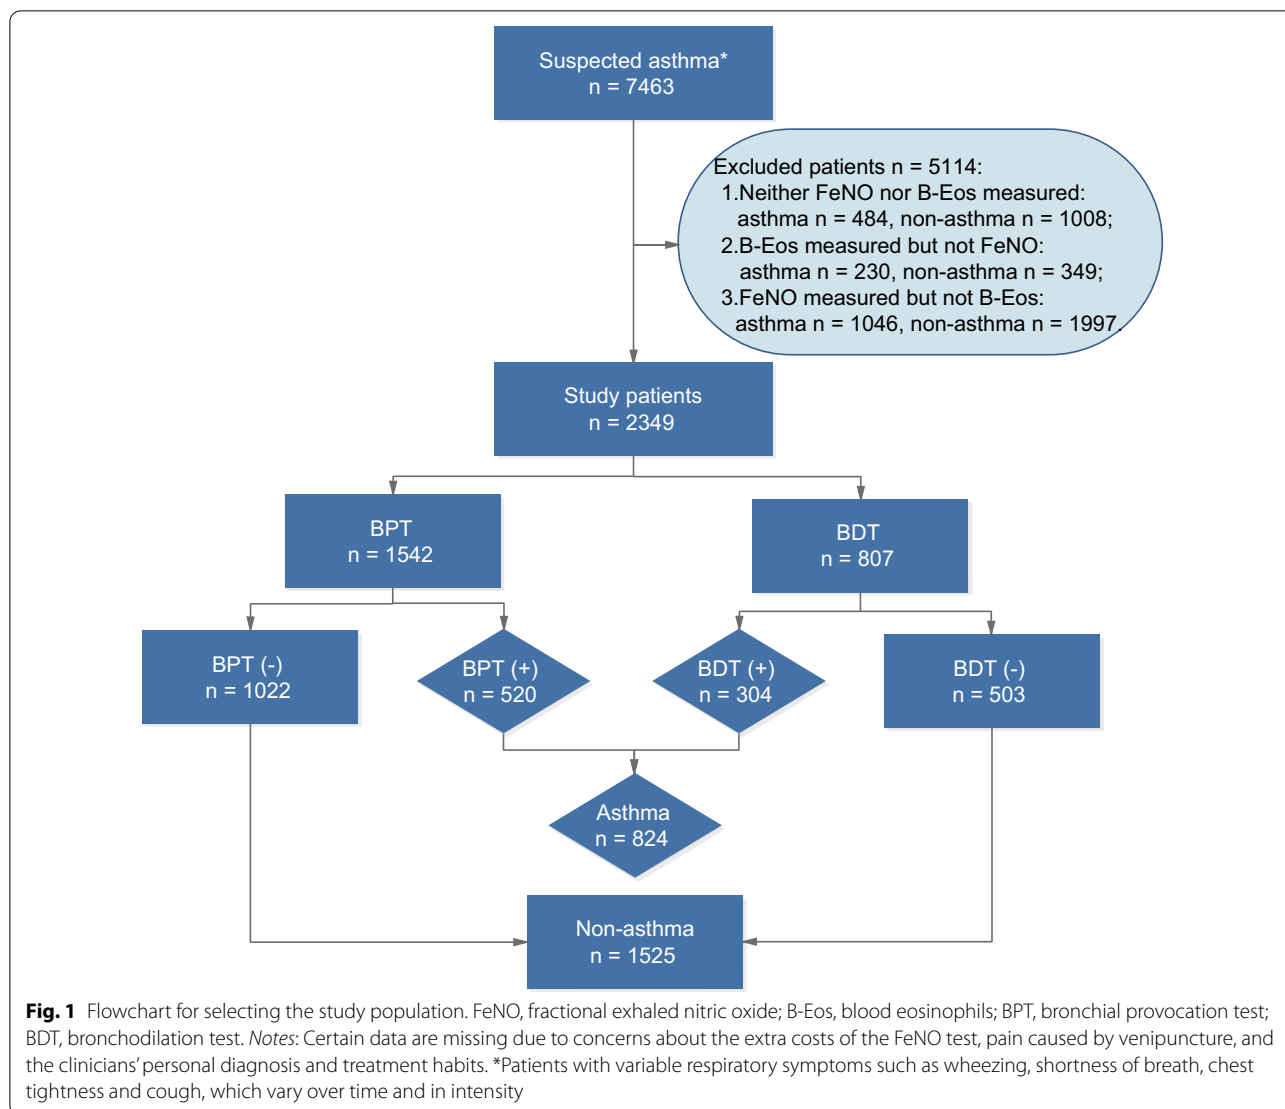 Suspected asthma*
n = 7463
Excluded patients n = 5114:
1.Neither FeNO nor B-Eos measured:
asthma n = 484, non-asthma n = 1008;
2.B-Eos measured but not FeNO:
asthma n = 230, non-asthma n = 349;
3.FeNO measured but not B-Eos:
asthma n = 1046, non-asthma n = 1997.
Study patients
n = 2349
BPT
n = 1542
BDT
n = 807
BPT (-)
n = 1022
BPT (+)
n = 520
BDT (+)
n = 304
BDT (-)
n = 503
Asthma
n = 824
Non-asthma
n = 1525
Fig. 1 Flowchart for selecting the study population. FeNO, fractional exhaled nitric oxide; B-Eos, blood eosinophils; BPT, bronchial provocation test;
BDT, bronchodilation test. Notes: Certain data are missing due to concerns about the extra costs of the FeNO test, pain caused by venipuncture, and
the clinicians’ personal diagnosis and treatment habits. *Patients with variable respiratory symptoms such as wheezing, shortness of breath, chest
tightness and cough, which vary over time and in intensity